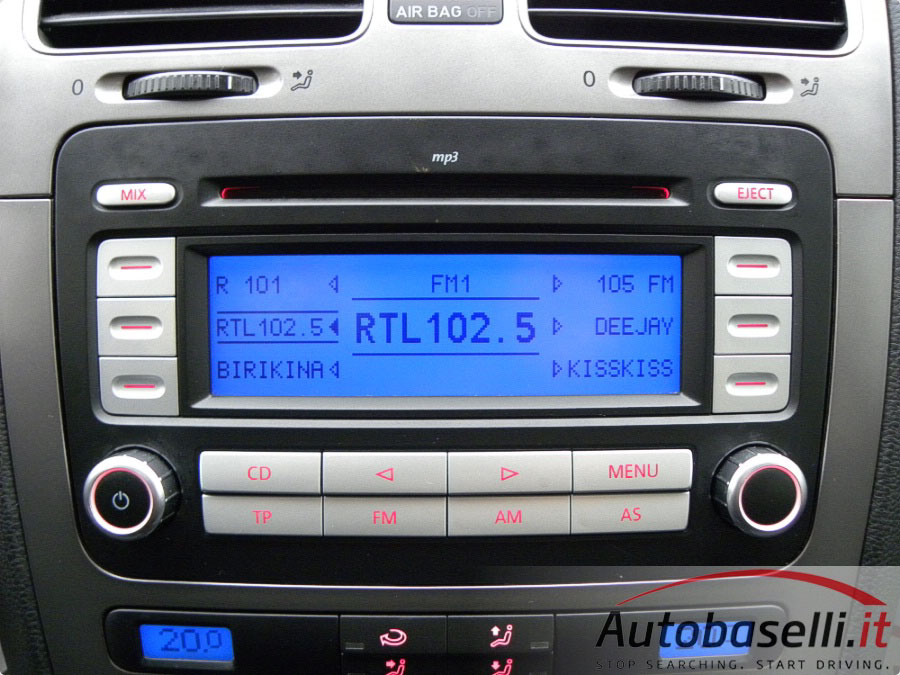 AIR BAG OFF
0 0
mp3
MIX EJECT
R 101 FM1 105 FM
RTL102.5 RTL102.5 DEEJAY
BIRIKINA KISSKISS
CD MENU
TP FM AM AS
20.0
Autobaselli.it
STOP SEARCHING. START DRIVING.